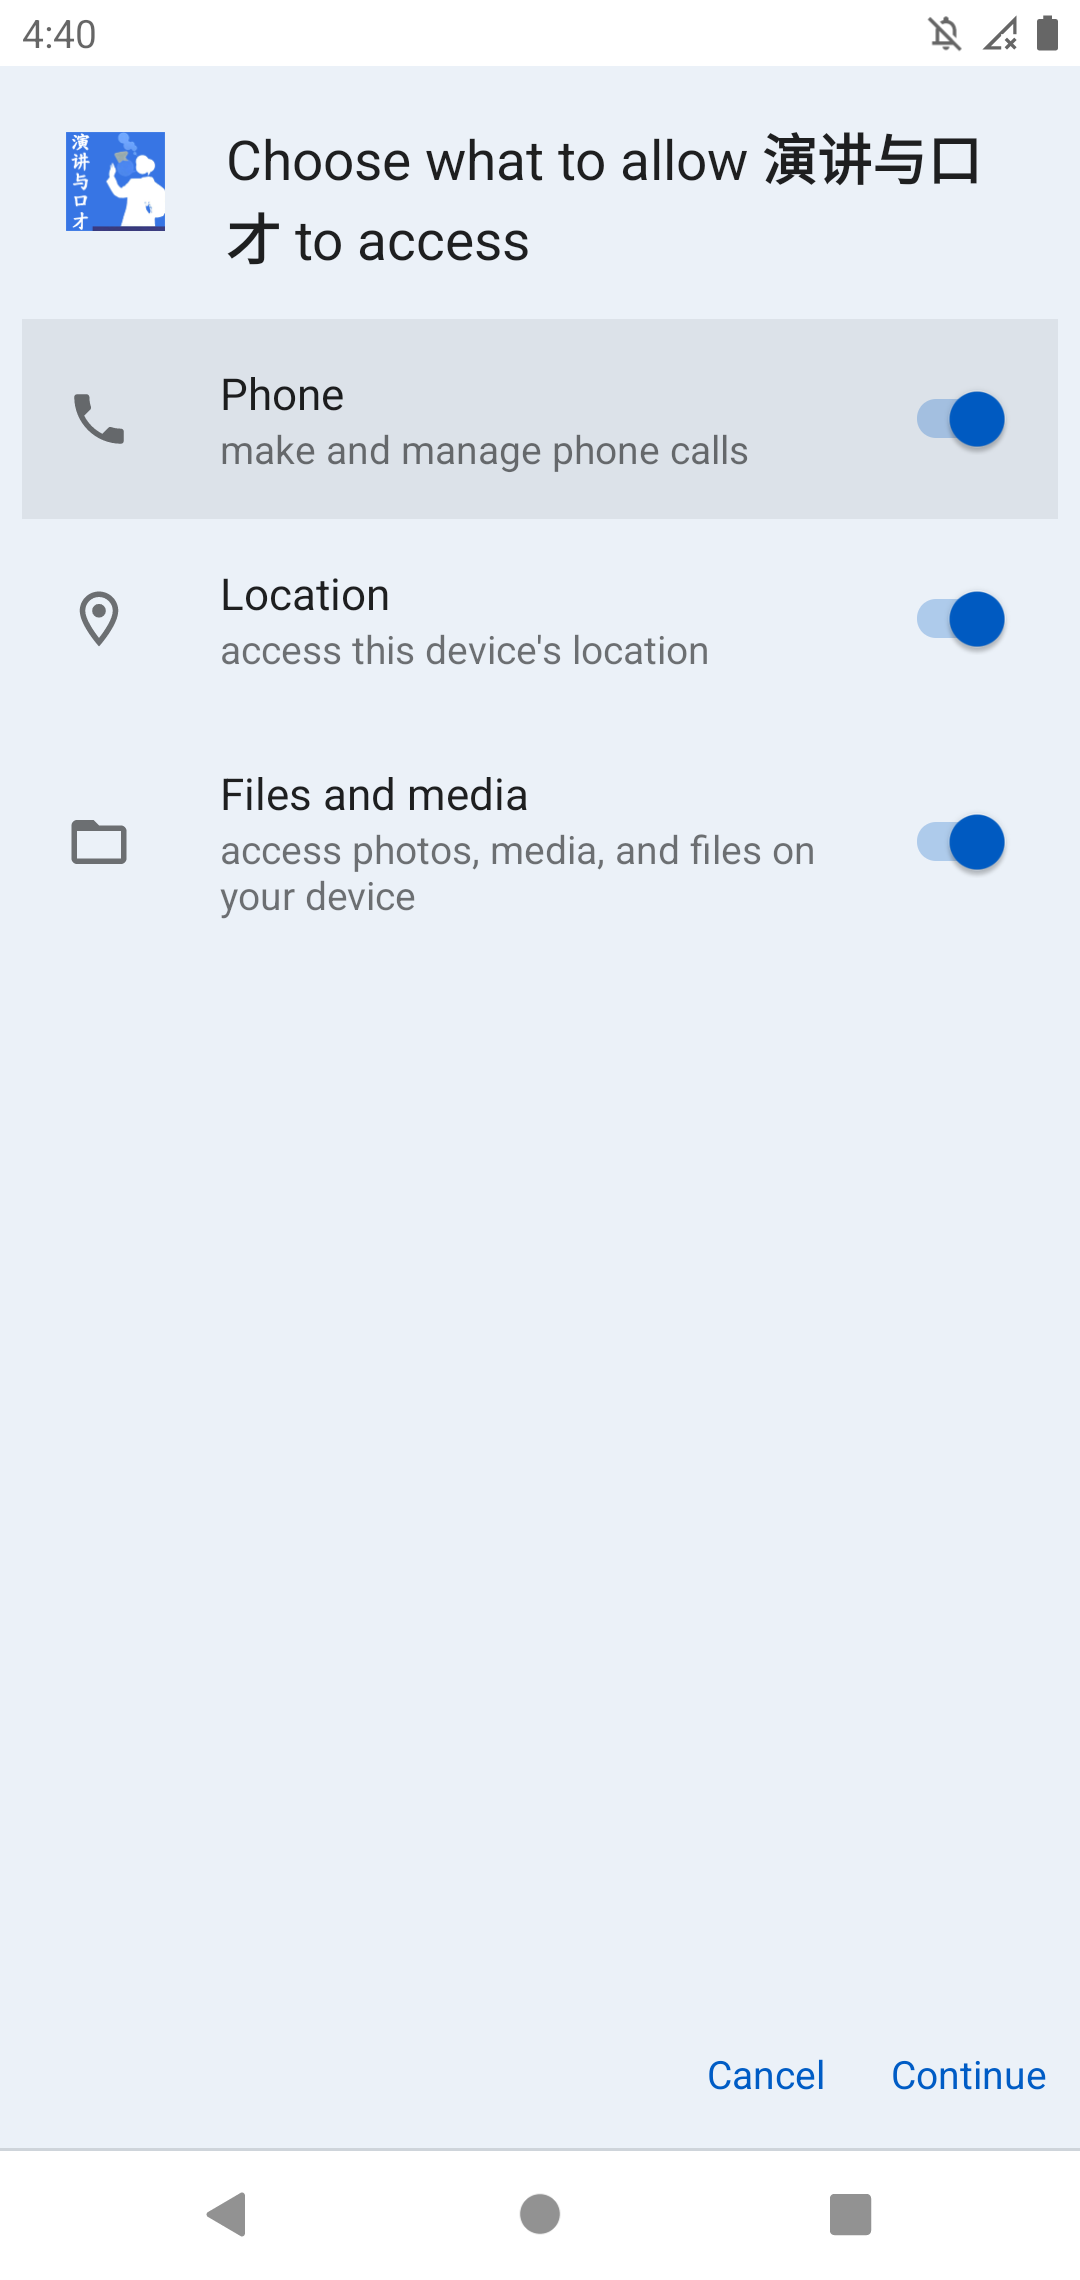 4:40
演讲与口才
Choose what to allow 演讲与口
才 to access
Phone
make and manage phone calls
Location
access this device's location
Files and media
access photos, media, and files on
your device
Cancel
Continue